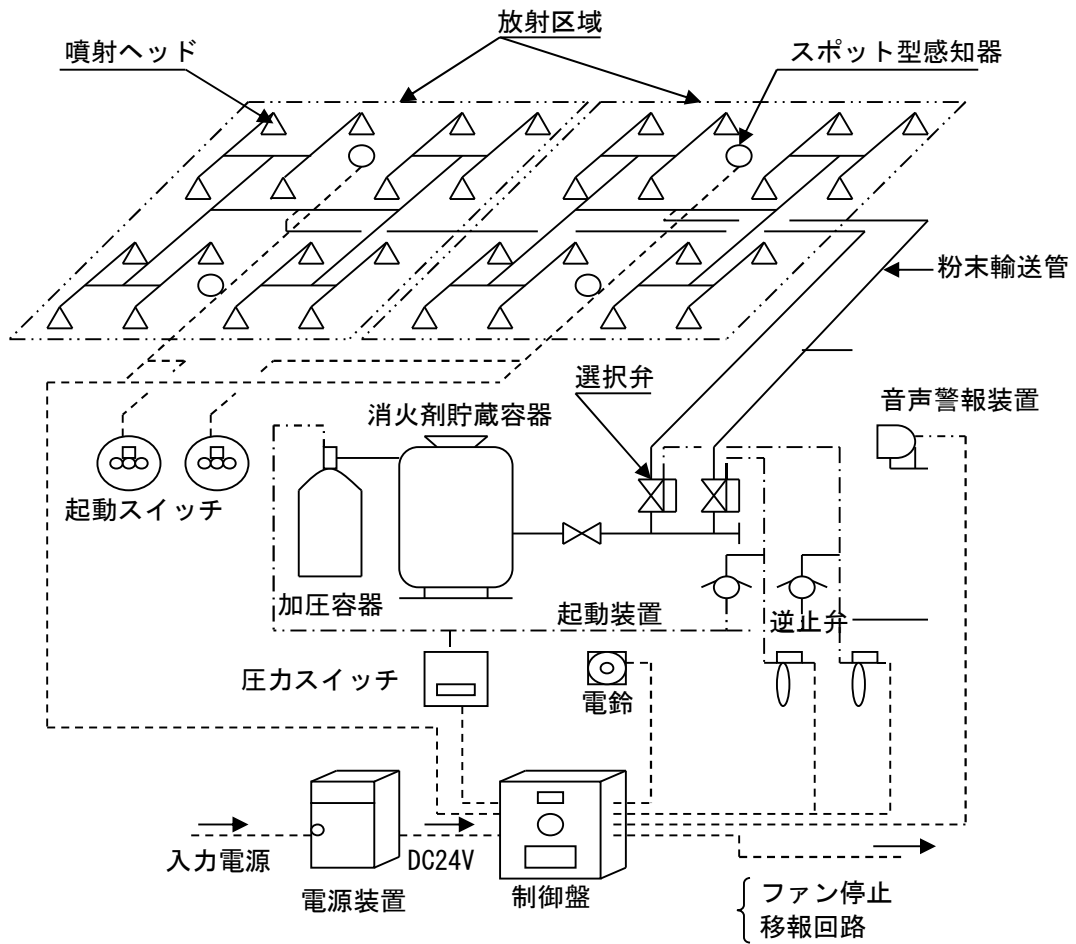 放射区域
噴射ヘッド
スポット型感知器
粉末輸送管
選択弁
音声警報装置
消火剤貯蔵容器
起動スイッチ
加圧容器
起動装置
逆止弁
圧力スイッチ
電鈴
入力電源
DC24V
電源装置
制御盤
ファン停止
移報回路